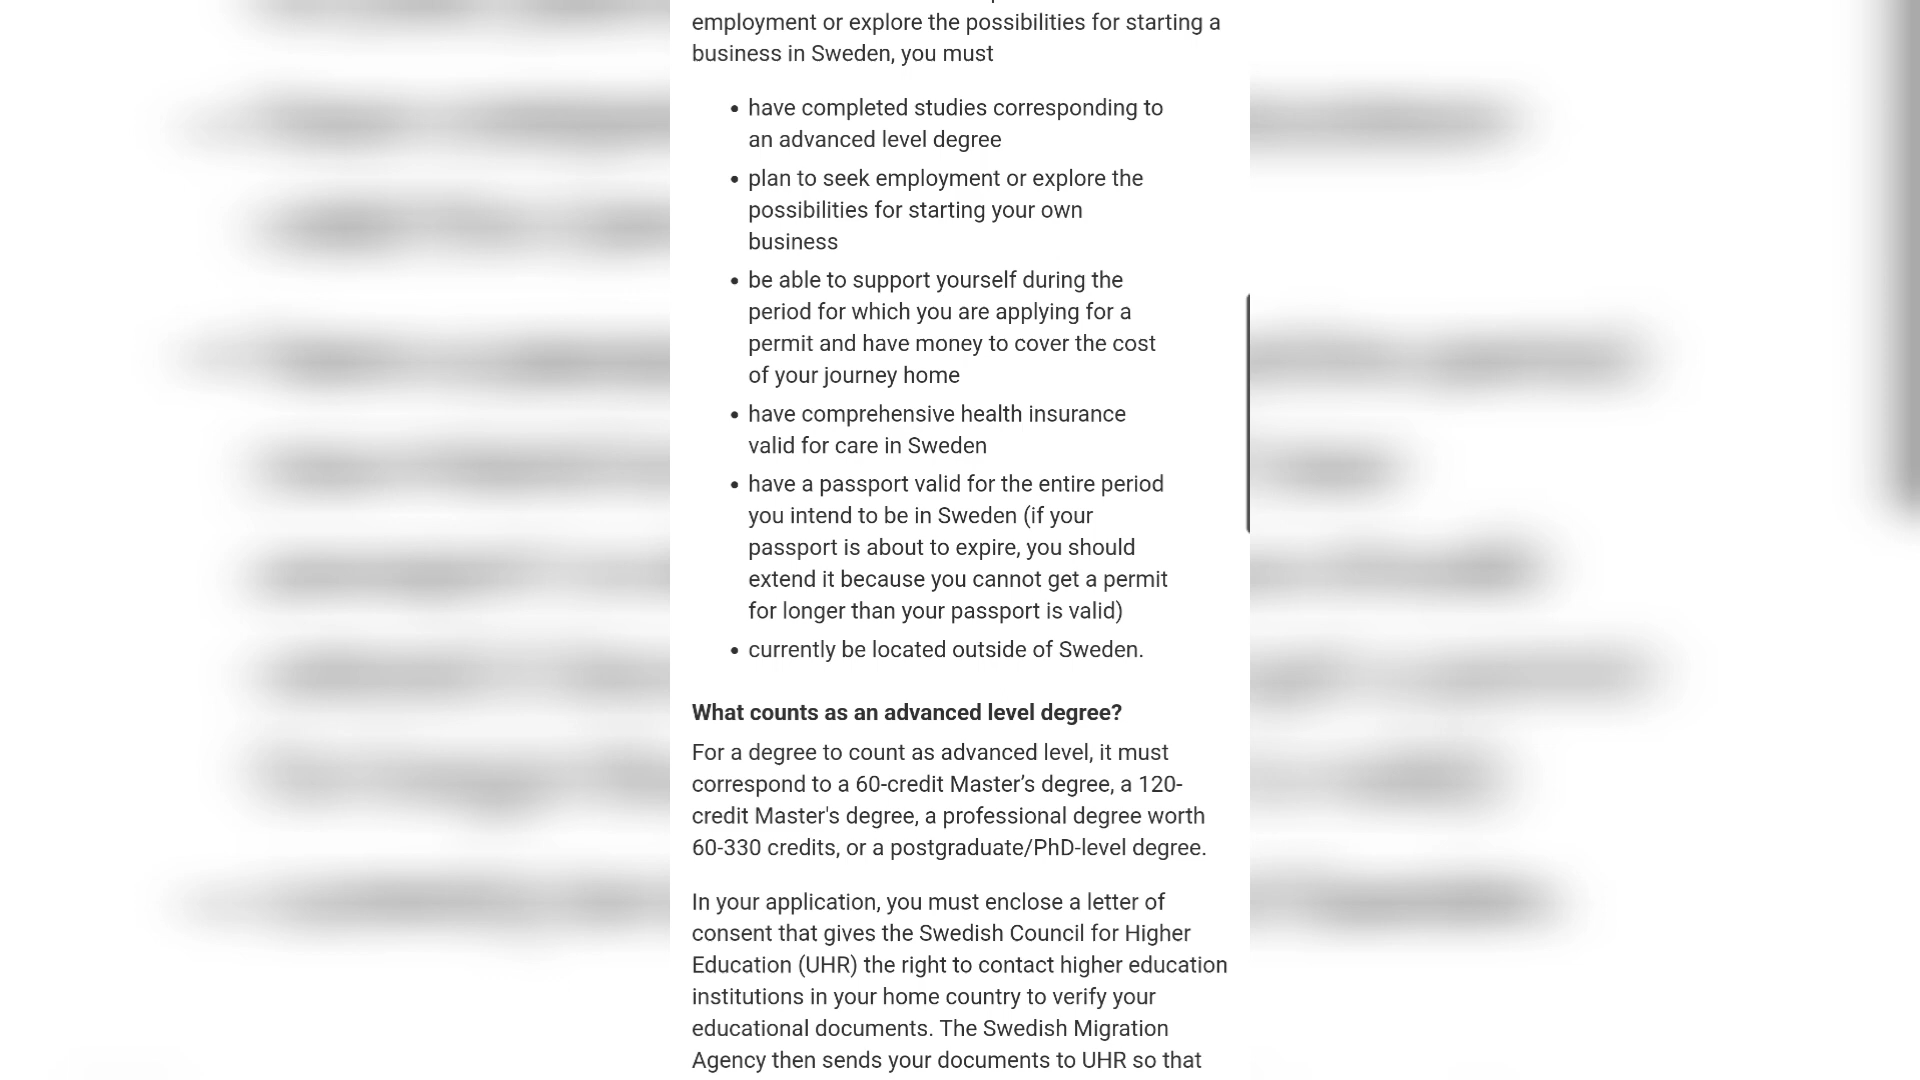 employment or explore the possibilities for starting a
business in Sweden, you must
• have completed studies corresponding to
an advanced level degree
• plan to seek employment or explore the
possibilities for starting your own
business
• be able to support yourself during the
period for which you are applying for a
permit and have money to cover the cost
of your journey home
• have comprehensive health insurance
valid for care in Sweden
• have a passport valid for the entire period
you intend to be in Sweden (if your
passport is about to expire, you should
extend it because you cannot get a permit
for longer than your passport is valid)
• currently be located outside of Sweden.
What counts as an advanced level degree?
For a degree to count as advanced level, it must
correspond to a 60-credit Master’s degree, a 120-
credit Master's degree, a professional degree worth
60-330 credits, or a postgraduate/PhD-level degree.
In your application, you must enclose a letter of
consent that gives the Swedish Council for Higher
Education (UHR) the right to contact higher education
institutions in your home country to verify your
educational documents. The Swedish Migration
Agency then sends your documents to UHR so that